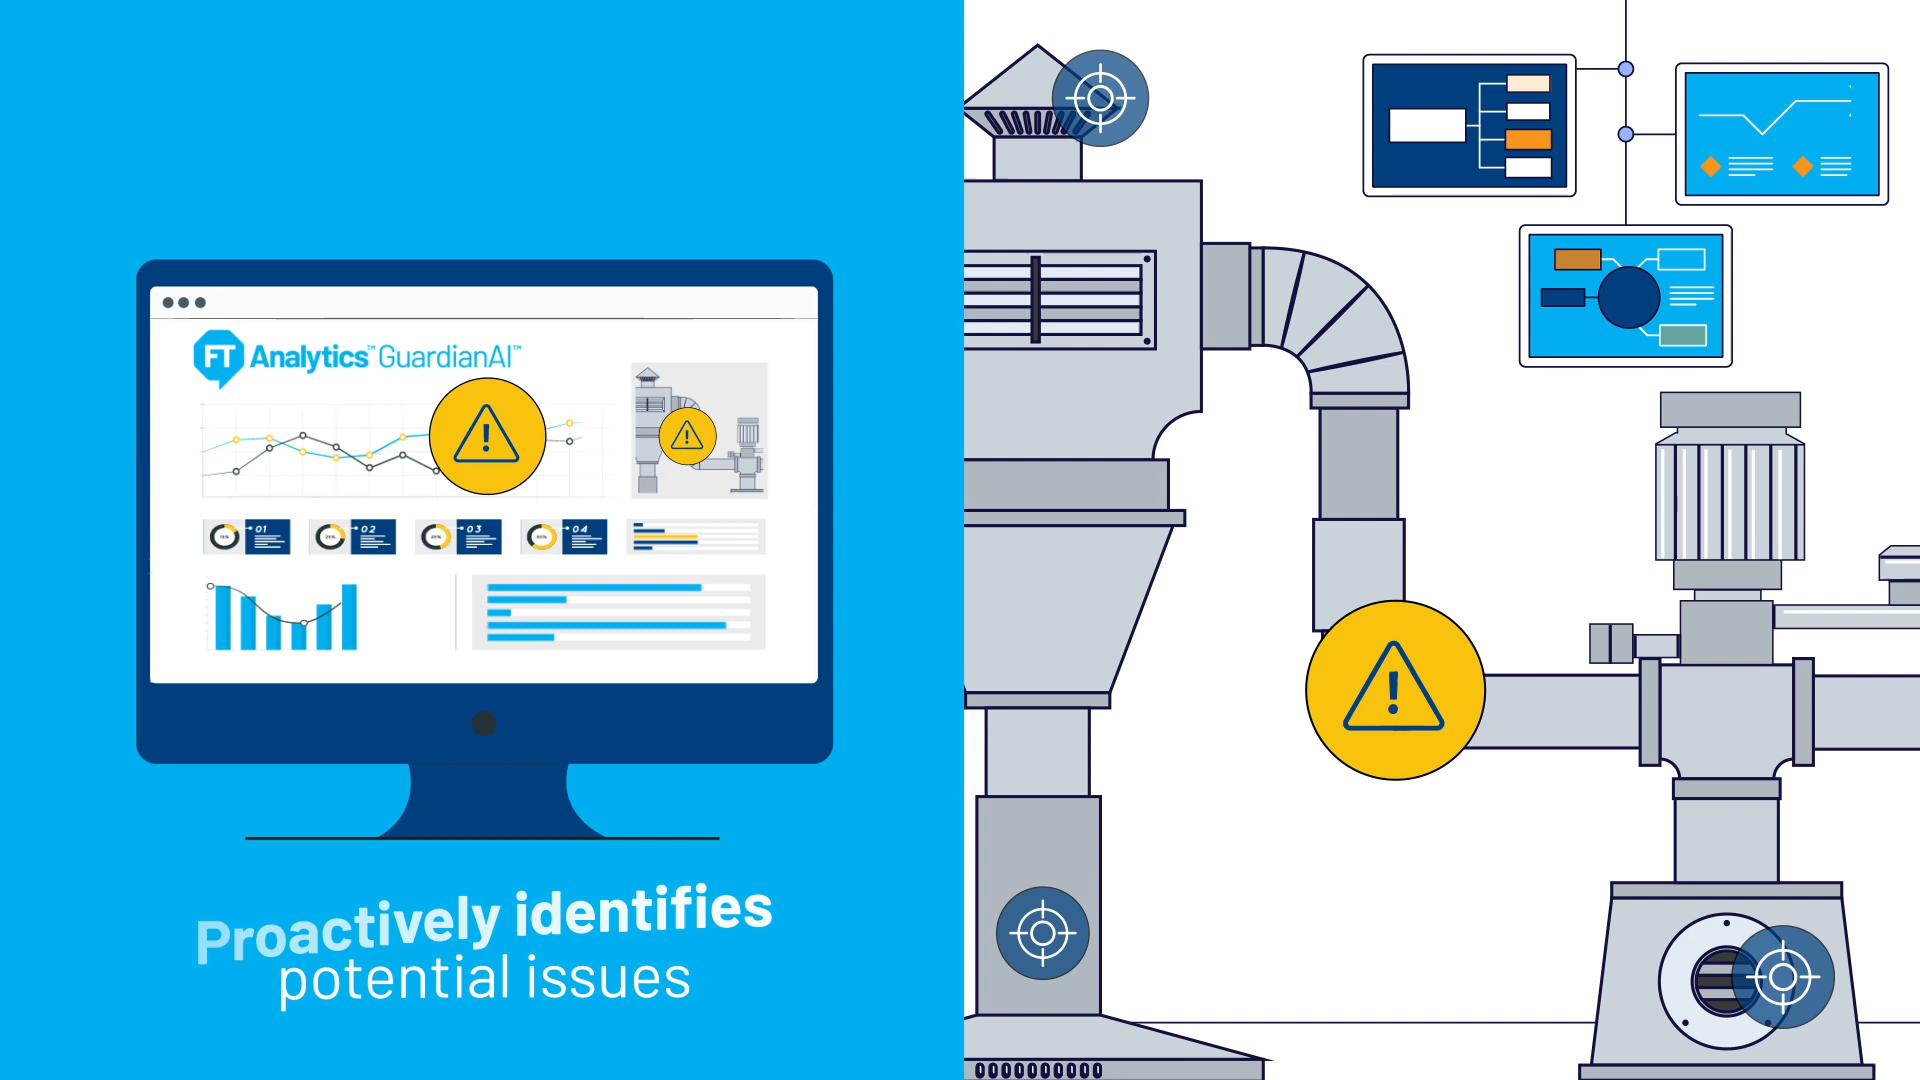 FT Analytics™ GuardianAI™
01
02
03
04
Proactively identifies
potential issues